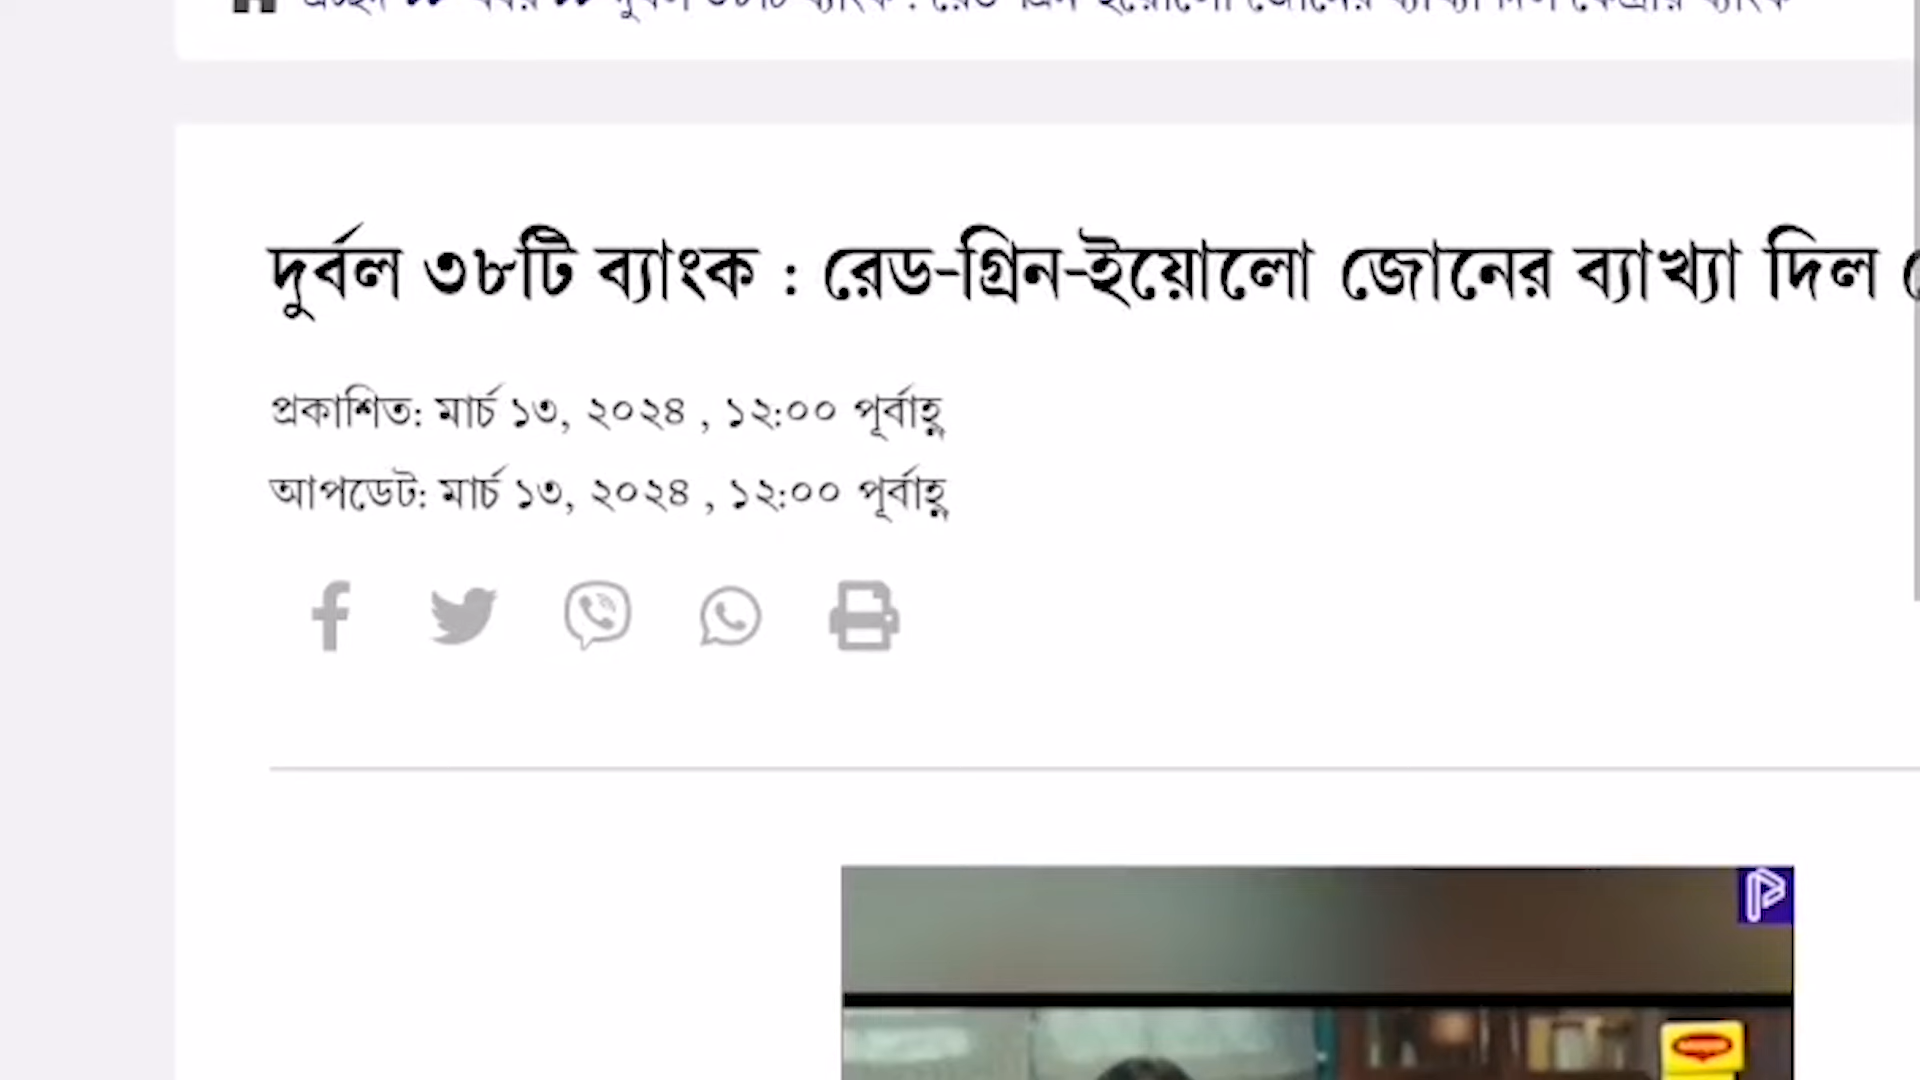 দুর্বল ৩৮টি ব্যাংক : রেড-গ্রিন-ইয়োলো জোনের ব্যাখ্যা দিল
প্রকাশিত: মার্চ ১৩, ২০২৪ , ১২:০০ পূর্বাহ্ণ
আপডেট: মার্চ ১৩, ২০২৪ , ১২:০০ পূর্বাহ্ণ